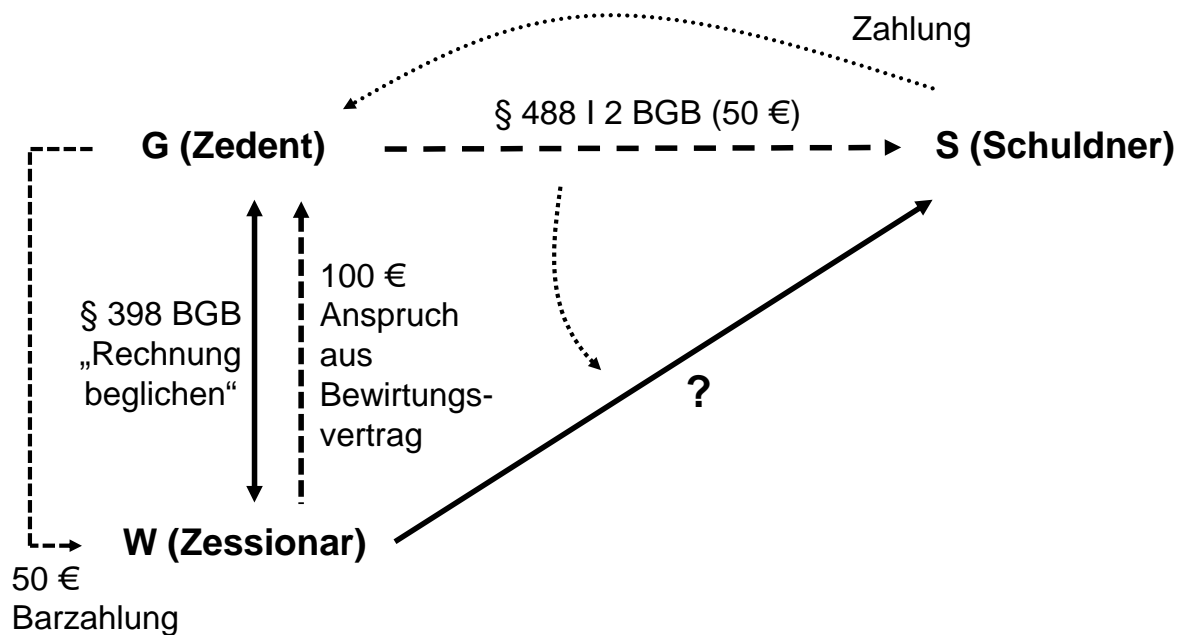 Zahlung
§ 488 I 2 BGB (50 €)
G (Zedent)
S (Schuldner)
§ 398 BGB
„Rechnung
beglichen“
100 €
Anspruch
aus
Bewirtungs-
vertrag
?
W (Zessionar)
50 €
Barzahlung